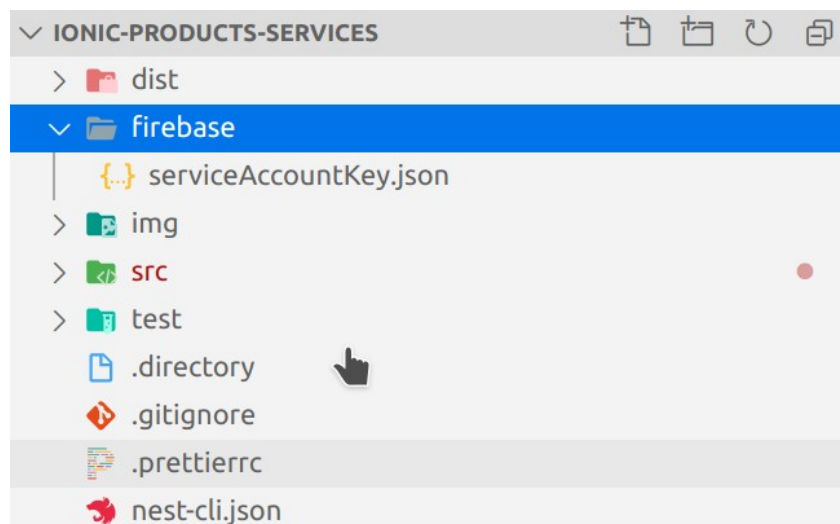 IONIC-PRODUCTS-SERVICES
dist
firebase
{...} serviceAccountKey.json
img
src
test
.directory
.gitignore
.prettierrc
nest-cli.json